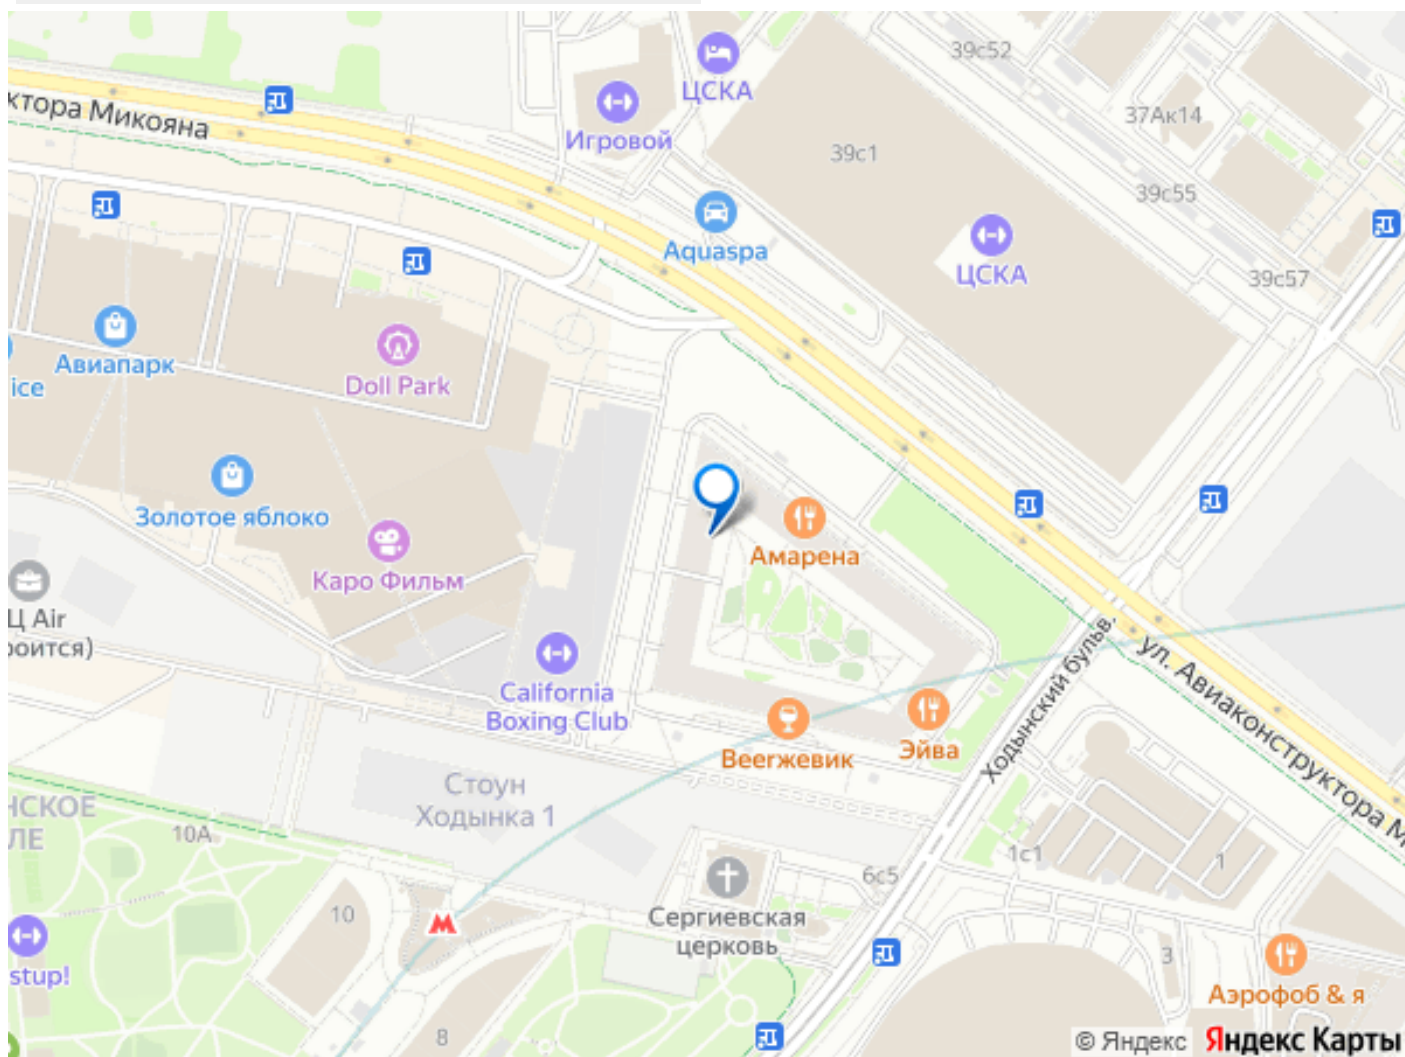 39с52
ЦСКА
ктора Микояна
Игровой
37Ак14
39с1
39с55
Aquaspa
ЦСКА
39с57
Авиапарк
Doll Park
ice
Золотое яблоко
Амарена
Каро Фильм
Ц Air
роится)
California
Boxing Club
Ходынский бульв.
ул. Авиаконструктора М
Beerжевик
Эйва
Стоун
Ходынка 1
НСКОЕ
ЛЕ
10А
1с1
1
6с5
10
Сергиевская
церковь
stup!
3
Аэрофоб & я
8
© Яндекс Яндекс Карты